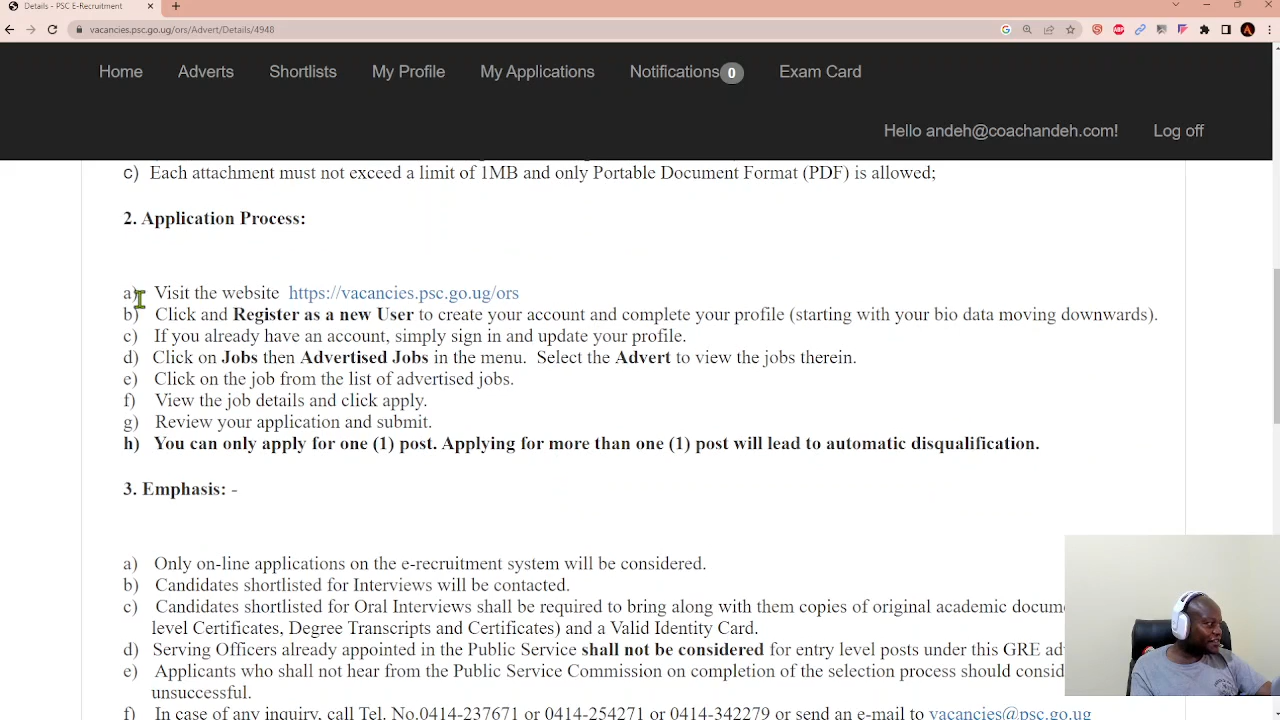 Details - PSC E-Recruitment
vacancies.psc.go.ug/ors/Advert/Details/4948
Home Adverts Shortlists My Profile My Applications Notifications 0 Exam Card
Hello andeh@coachandeh.com! Log off
c) Each attachment must not exceed a limit of 1MB and only Portable Document Format (PDF) is allowed;
2. Application Process:
a) Visit the website https://vacancies.psc.go.ug/ors
b) Click and Register as a new User to create your account and complete your profile (starting with your bio data moving downwards).
c) If you already have an account, simply sign in and update your profile.
d) Click on Jobs then Advertised Jobs in the menu. Select the Advert to view the jobs therein.
e) Click on the job from the list of advertised jobs.
f) View the job details and click apply.
g) Review your application and submit.
h) You can only apply for one (1) post. Applying for more than one (1) post will lead to automatic disqualification.
3. Emphasis: -
a) Only on-line applications on the e-recruitment system will be considered.
b) Candidates shortlisted for Interviews will be contacted.
c) Candidates shortlisted for Oral Interviews shall be required to bring along with them copies of original academic docume
level Certificates, Degree Transcripts and Certificates) and a Valid Identity Card.
d) Serving Officers already appointed in the Public Service shall not be considered for entry level posts under this GRE ad
e) Applicants who shall not hear from the Public Service Commission on completion of the selection process should consid
unsuccessful.
f) In case of any inquiry, call Tel. No.0414-237671 or 0414-254271 or 0414-342279 or send an e-mail to vacancies@psc.go.ug